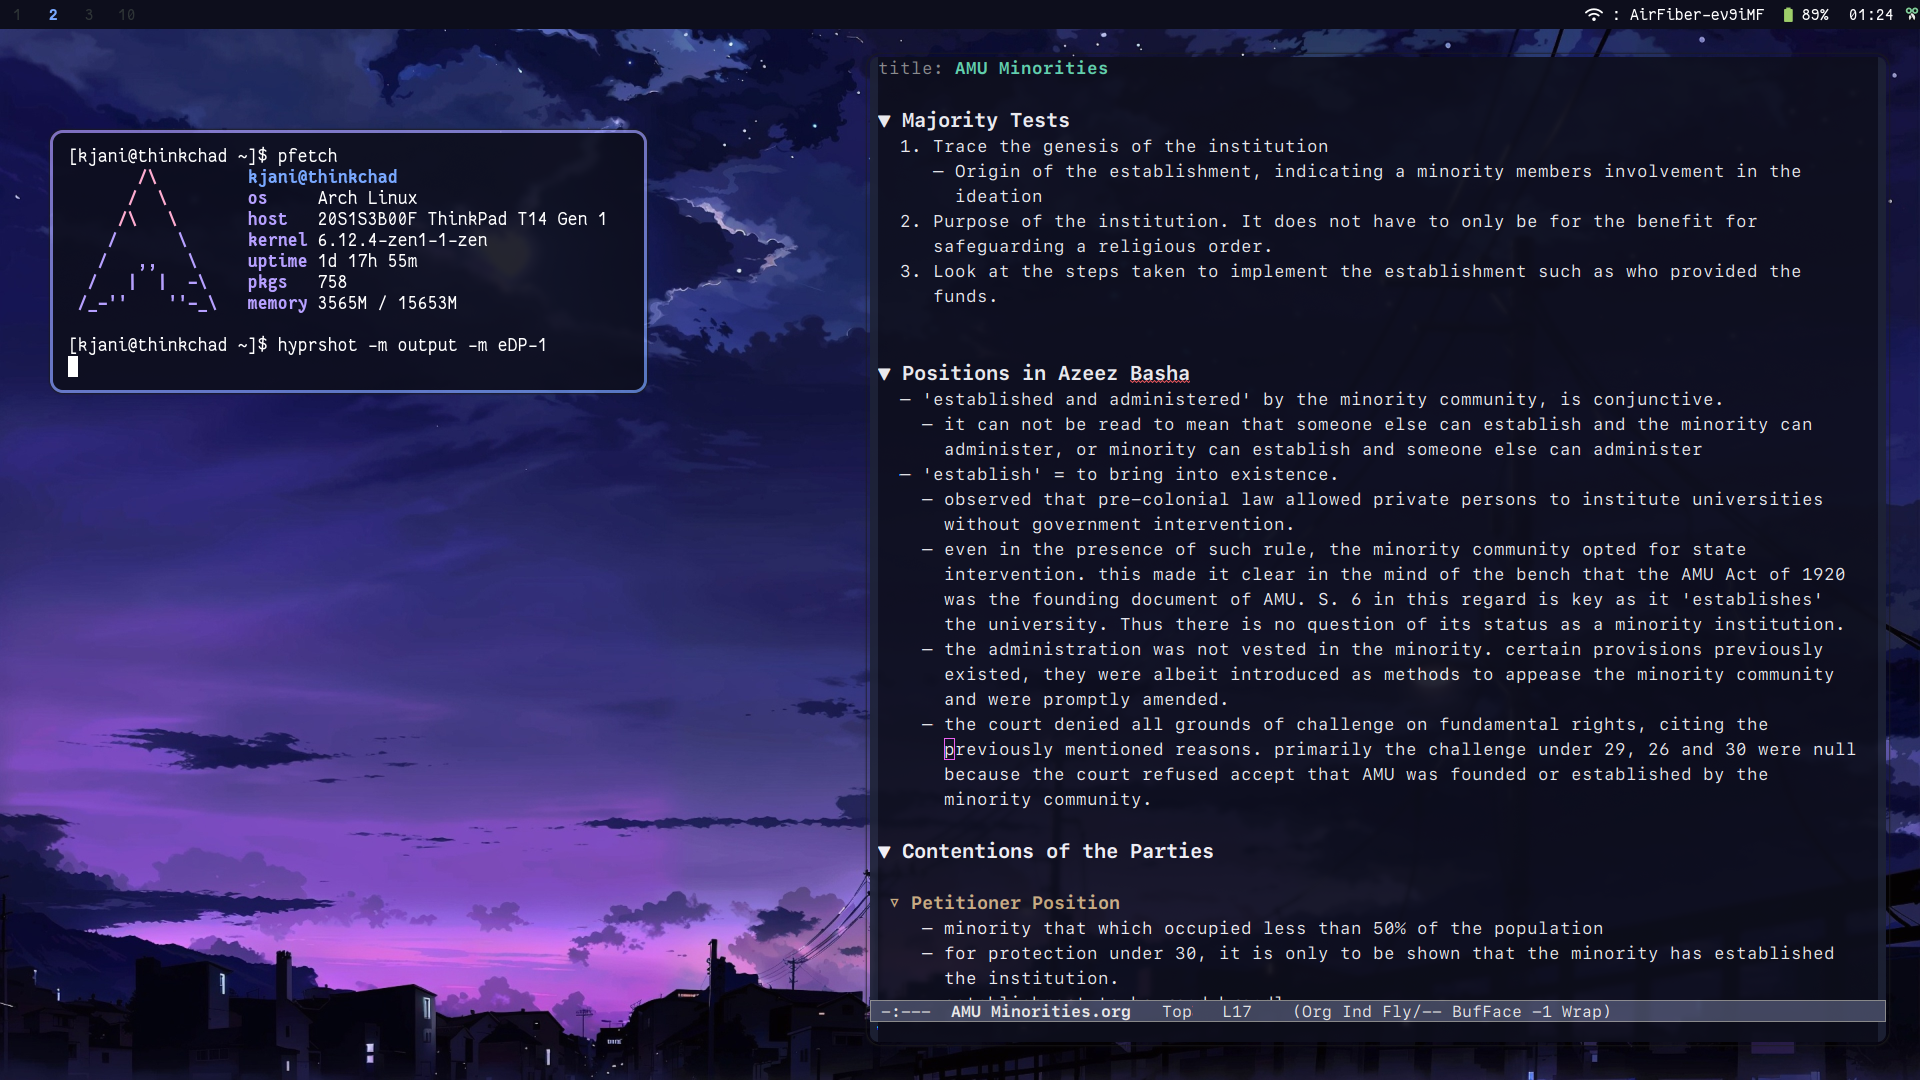 1 2 3 10
: AirFiber-ev9iMF 89% 01:24
[kjani@thinkchad ~]$ pfetch
kjani@thinkchad
os Arch Linux
host 20S1S3B00F ThinkPad T14 Gen 1
kernel 6.12.4-zen1-1-zen
uptime 1d 17h 55m
pkgs 758
memory 3565M / 15653M
[kjani@thinkchad ~]$ hyprshot -m output -m eDP-1
title: AMU Minorities
▼ Majority Tests
1. Trace the genesis of the institution
– Origin of the establishment, indicating a minority members involvement in the
ideation
2. Purpose of the institution. It does not have to only be for the benefit for
safeguarding a religious order.
3. Look at the steps taken to implement the establishment such as who provided the
funds.
▼ Positions in Azeez Basha
– 'established and administered' by the minority community, is conjunctive.
– it can not be read to mean that someone else can establish and the minority can
administer, or minority can establish and someone else can administer
– 'establish' = to bring into existence.
– observed that pre-colonial law allowed private persons to institute universities
without government intervention.
– even in the presence of such rule, the minority community opted for state
intervention. this made it clear in the mind of the bench that the AMU Act of 1920
was the founding document of AMU. S. 6 in this regard is key as it 'establishes'
the university. Thus there is no question of its status as a minority institution.
– the administration was not vested in the minority. certain provisions previously
existed, they were albeit introduced as methods to appease the minority community
and were promptly amended.
– the court denied all grounds of challenge on fundamental rights, citing the
previously mentioned reasons. primarily the challenge under 29, 26 and 30 were null
because the court refused accept that AMU was founded or established by the
minority community.
▼ Contentions of the Parties
▿ Petitioner Position
– minority that which occupied less than 50% of the population
– for protection under 30, it is only to be shown that the minority has established
the institution.
-:--- AMU Minorities.org Top L17 (Org Ind Fly/-- BufFace -1 Wrap)